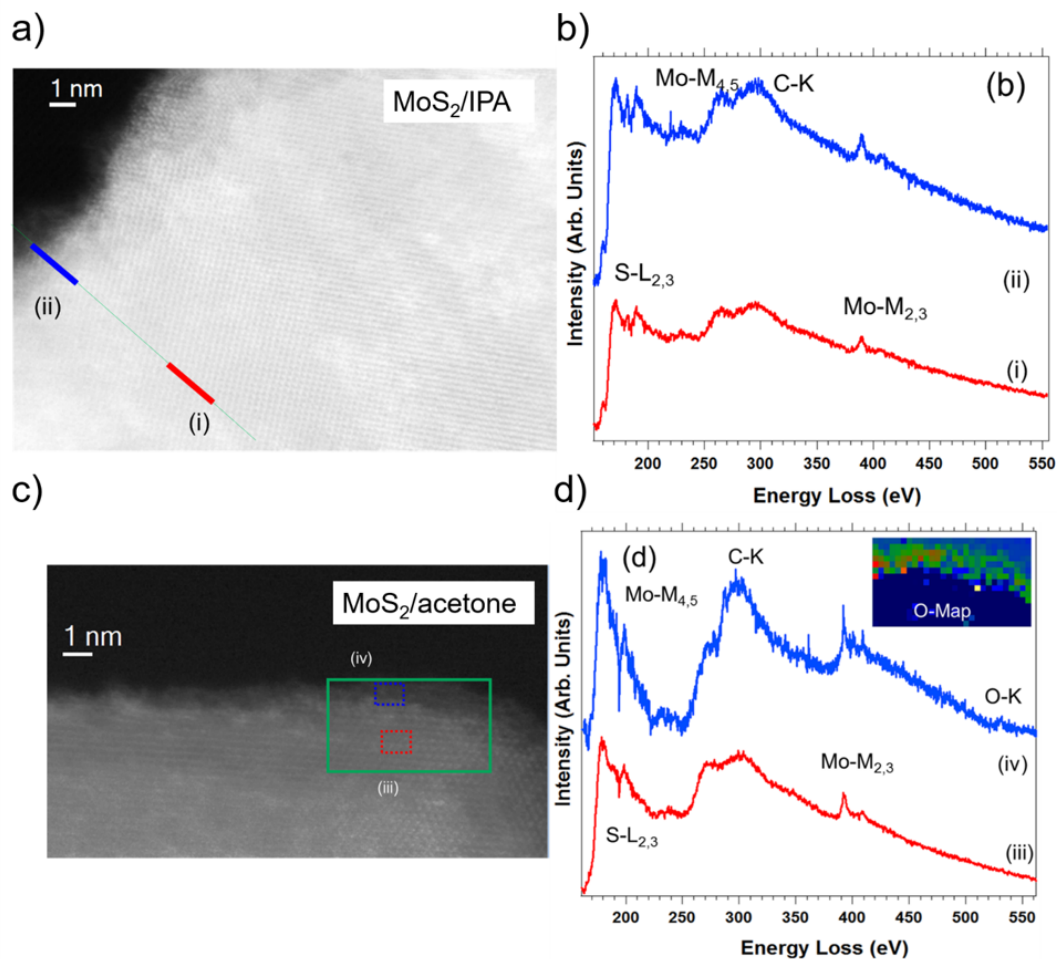 a)
1 nm
MoS₂/IPA
(ii)
(i)
b)
(b)
Mo-M₄,₅
C-K
S-L₂,₃
Mo-M₂,₃
(ii)
(i)
Intensity (Arb. Units)
200 250 300 350 400 450 500 550
Energy Loss (eV)
c)
MoS₂/acetone
1 nm
(iv)
(iii)
d)
(d)
C-K
Mo-M₄,₅
O-Map
O-K
(iv)
Mo-M₂,₃
S-L₂,₃
(iii)
Intensity (Arb. Units)
200 250 300 350 400 450 500 550
Energy Loss (eV)